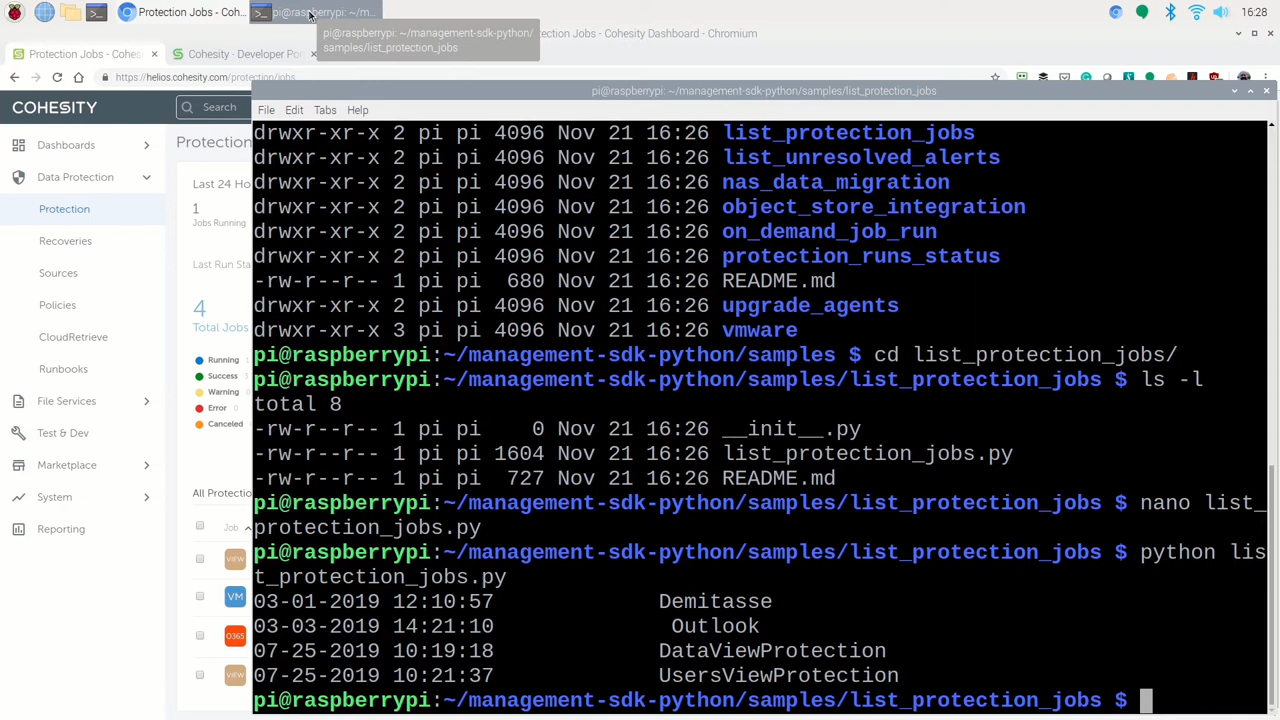 Protection Jobs - Coh...
pi@raspberrypi: ~/m...
16:28
pi@raspberrypi: ~/management-sdk-python/
samples/list_protection_jobs
otection Jobs - Cohesity Dashboard - Chromium
Protection Jobs - Cohesity
Cohesity - Developer Por
https://helios.cohesity.com/protection/jobs
pi@raspberrypi: ~/management-sdk-python/samples/list_protection_jobs
COHESITY
Search
File Edit Tabs Help
Dashboards
Data Protection
Protection
Recoveries
Sources
Policies
CloudRetrieve
Runbooks
File Services
Test & Dev
Marketplace
System
Reporting
Protection
Last 24 Ho
1
Jobs Running
Last Run Sta
4
Total Jobs
Running 1
Success 3
Warning 0
Error 0
Canceled 0
All Protectio
Job
VIEW
VM
O365
VIEW
drwxr-xr-x 2 pi pi 4096 Nov 21 16:26 list_protection_jobs
drwxr-xr-x 2 pi pi 4096 Nov 21 16:26 list_unresolved_alerts
drwxr-xr-x 2 pi pi 4096 Nov 21 16:26 nas_data_migration
drwxr-xr-x 2 pi pi 4096 Nov 21 16:26 object_store_integration
drwxr-xr-x 2 pi pi 4096 Nov 21 16:26 on_demand_job_run
drwxr-xr-x 2 pi pi 4096 Nov 21 16:26 protection_runs_status
-rw-r--r-- 1 pi pi 680 Nov 21 16:26 README.md
drwxr-xr-x 2 pi pi 4096 Nov 21 16:26 upgrade_agents
drwxr-xr-x 3 pi pi 4096 Nov 21 16:26 vmware
pi@raspberrypi:~/management-sdk-python/samples $ cd list_protection_jobs/
pi@raspberrypi:~/management-sdk-python/samples/list_protection_jobs $ ls -l
total 8
-rw-r--r-- 1 pi pi 0 Nov 21 16:26 __init__.py
-rw-r--r-- 1 pi pi 1604 Nov 21 16:26 list_protection_jobs.py
-rw-r--r-- 1 pi pi 727 Nov 21 16:26 README.md
pi@raspberrypi:~/management-sdk-python/samples/list_protection_jobs $ nano list_
protection_jobs.py
pi@raspberrypi:~/management-sdk-python/samples/list_protection_jobs $ python lis
t_protection_jobs.py
03-01-2019 12:10:57 Demitasse
03-03-2019 14:21:10 Outlook
07-25-2019 10:19:18 DataViewProtection
07-25-2019 10:21:37 UsersViewProtection
pi@raspberrypi:~/management-sdk-python/samples/list_protection_jobs $